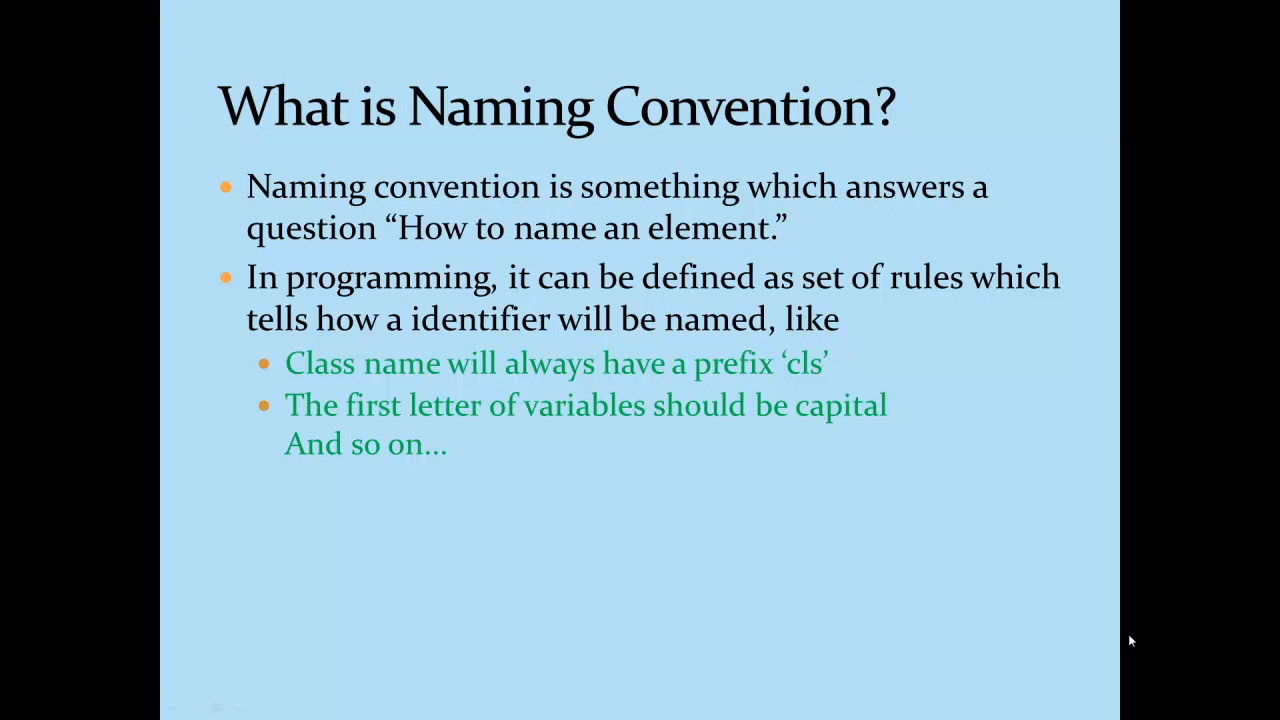 What is Naming Convention?
Naming convention is something which answers a
question “How to name an element.”
In programming, it can be defined as set of rules which
tells how a identifier will be named, like
Class name will always have a prefix ‘cls’
The first letter of variables should be capital
And so on…